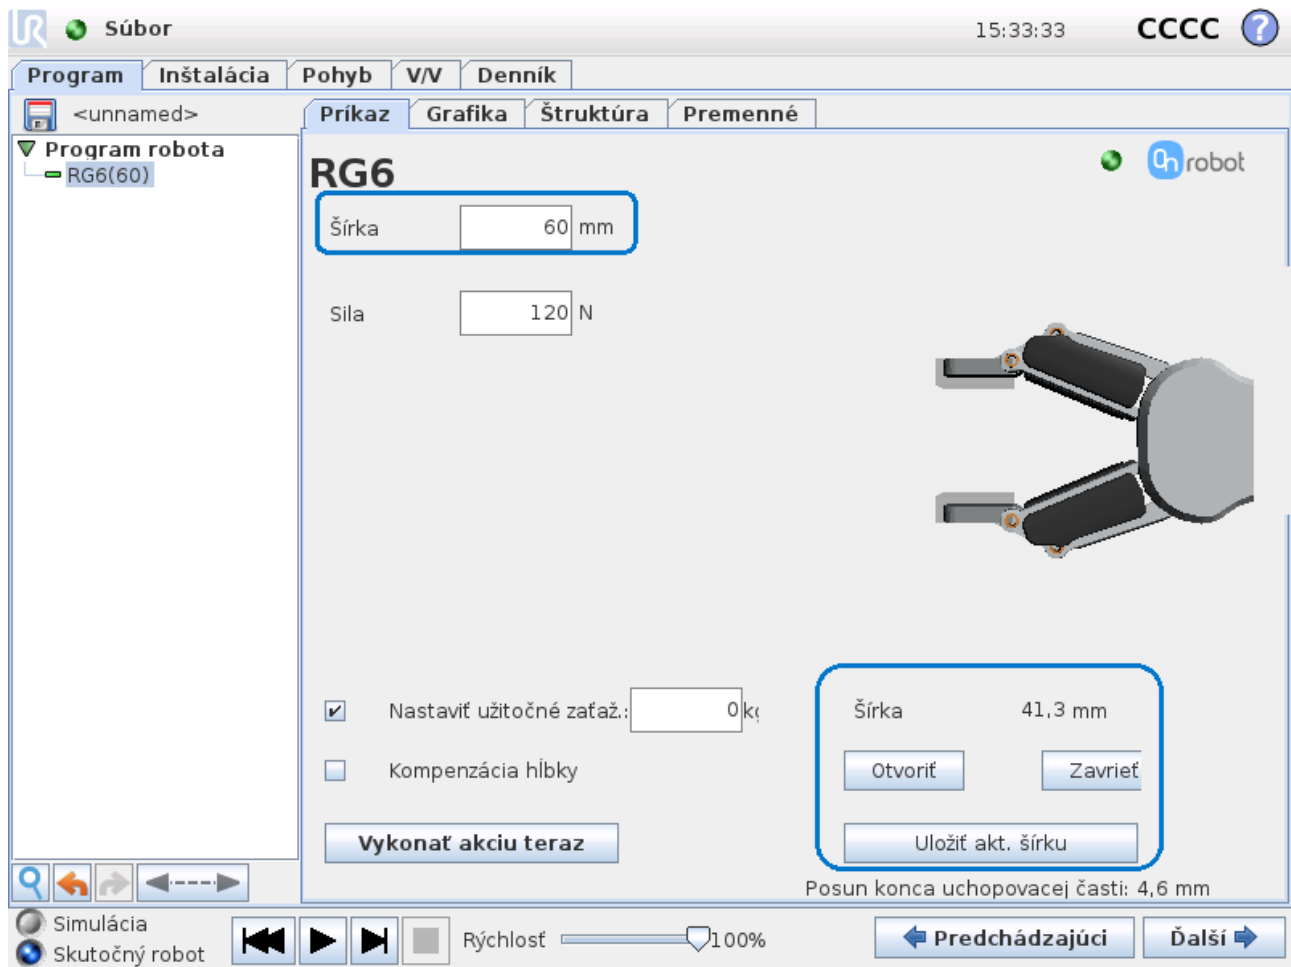 Súbor 15:33:33 CCCC ?
Program Inštalácia Pohyb V/V Denník
<unnamed> Príkaz Grafika Štruktúra Premenné
Program robota
RG6(60)
RG6
On robot
Šírka 60 mm
Sila 120 N
Nastaviť užitočné zaťaž.: 0 kg
Šírka 41,3 mm
Kompenzácia hĺbky
Otvoriť Zavrieť
Vykonať akciu teraz
Uložiť akt. šírku
Posun konca uchopovacej časti: 4,6 mm
Simulácia
Skutočný robot
Rýchlosť 100%
Predchádzajúci Ďalší